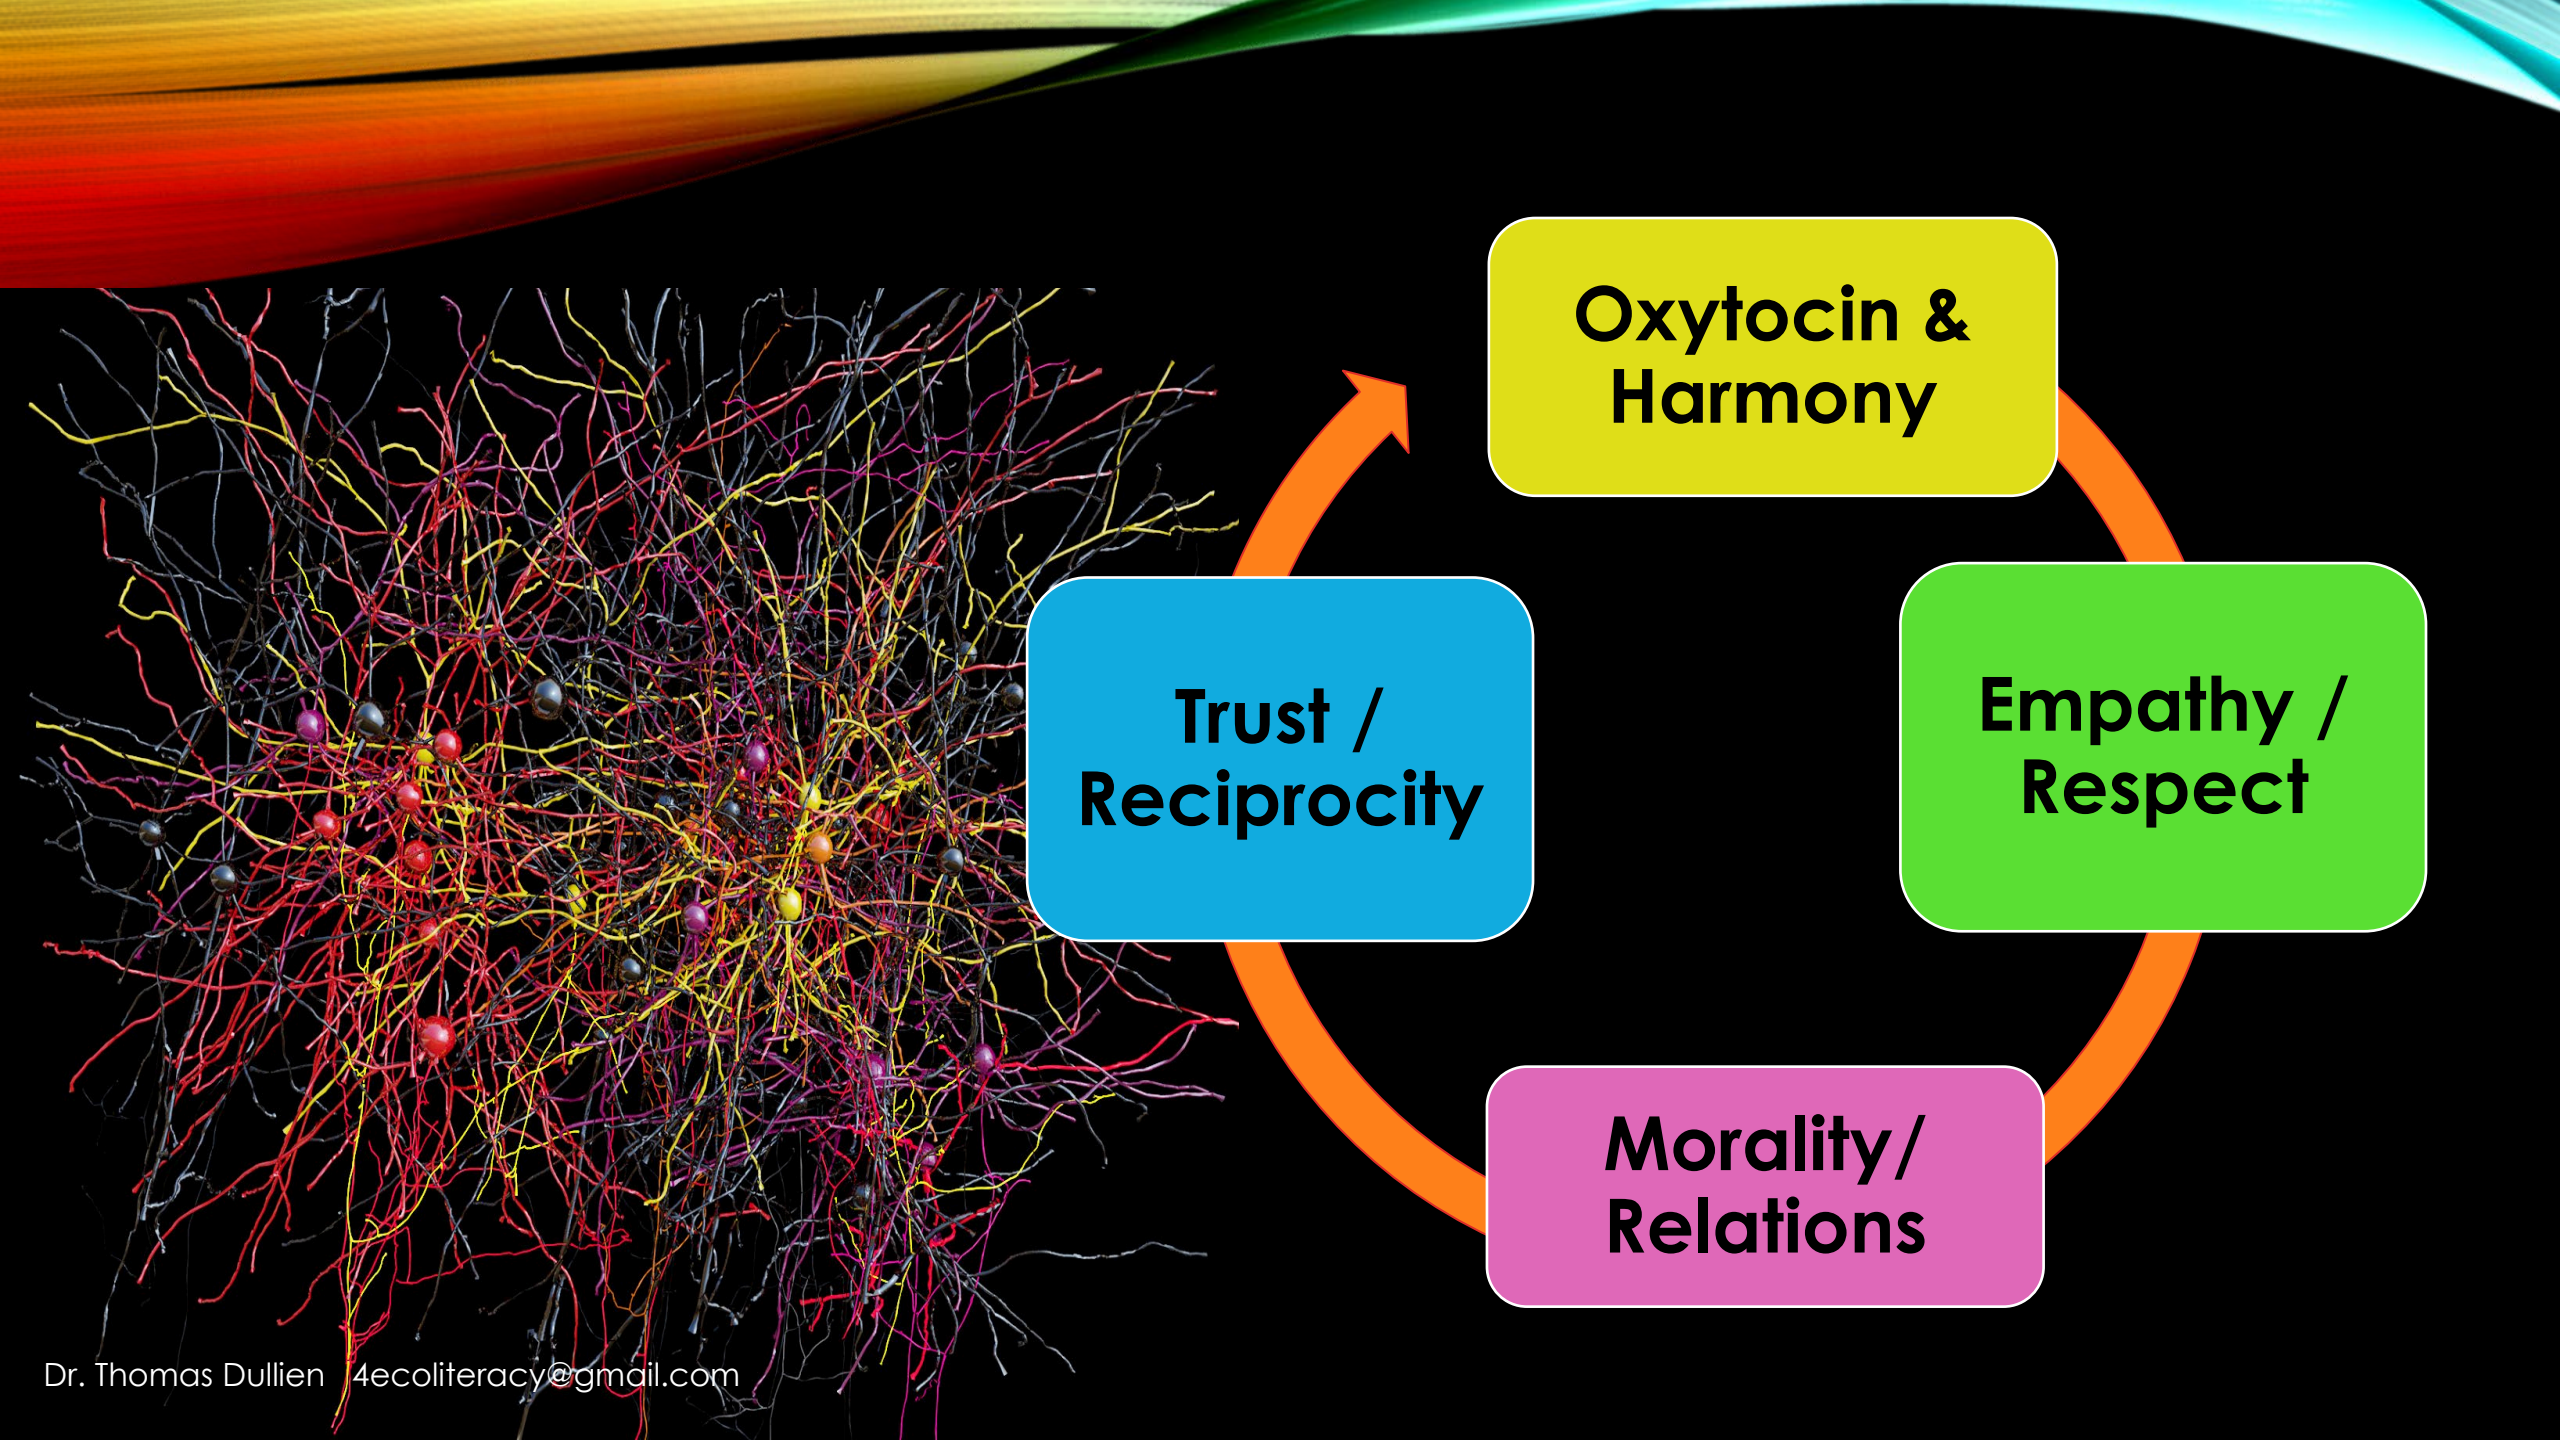 Oxytocin &
Harmony
Empathy /
Respect
Morality/
Relations
Trust /
Reciprocity
Dr. Thomas Dullien 4ecoliteracy@gmail.com